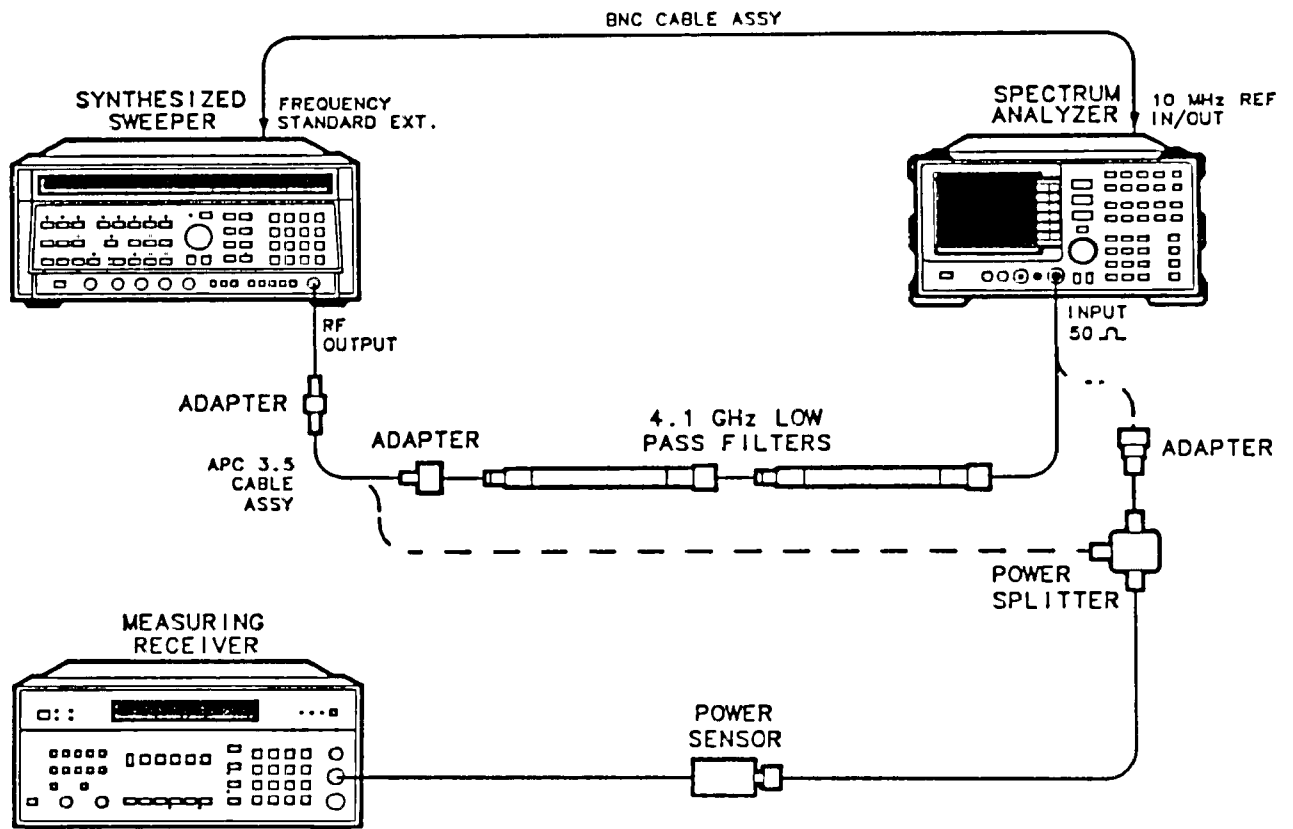 BNC CABLE ASSY
SYNTHESIZED
SWEEPER
FREQUENCY
STANDARD EXT.
SPECTRUM
ANALYZER
10 MHz REF
IN/OUT
RF
OUTPUT
INPUT
50 Ω
ADAPTER
ADAPTER
4.1 GHz LOW
PASS FILTERS
ADAPTER
APC 3.5
CABLE
ASSY
POWER
SPLITTER
MEASURING
RECEIVER
POWER
SENSOR